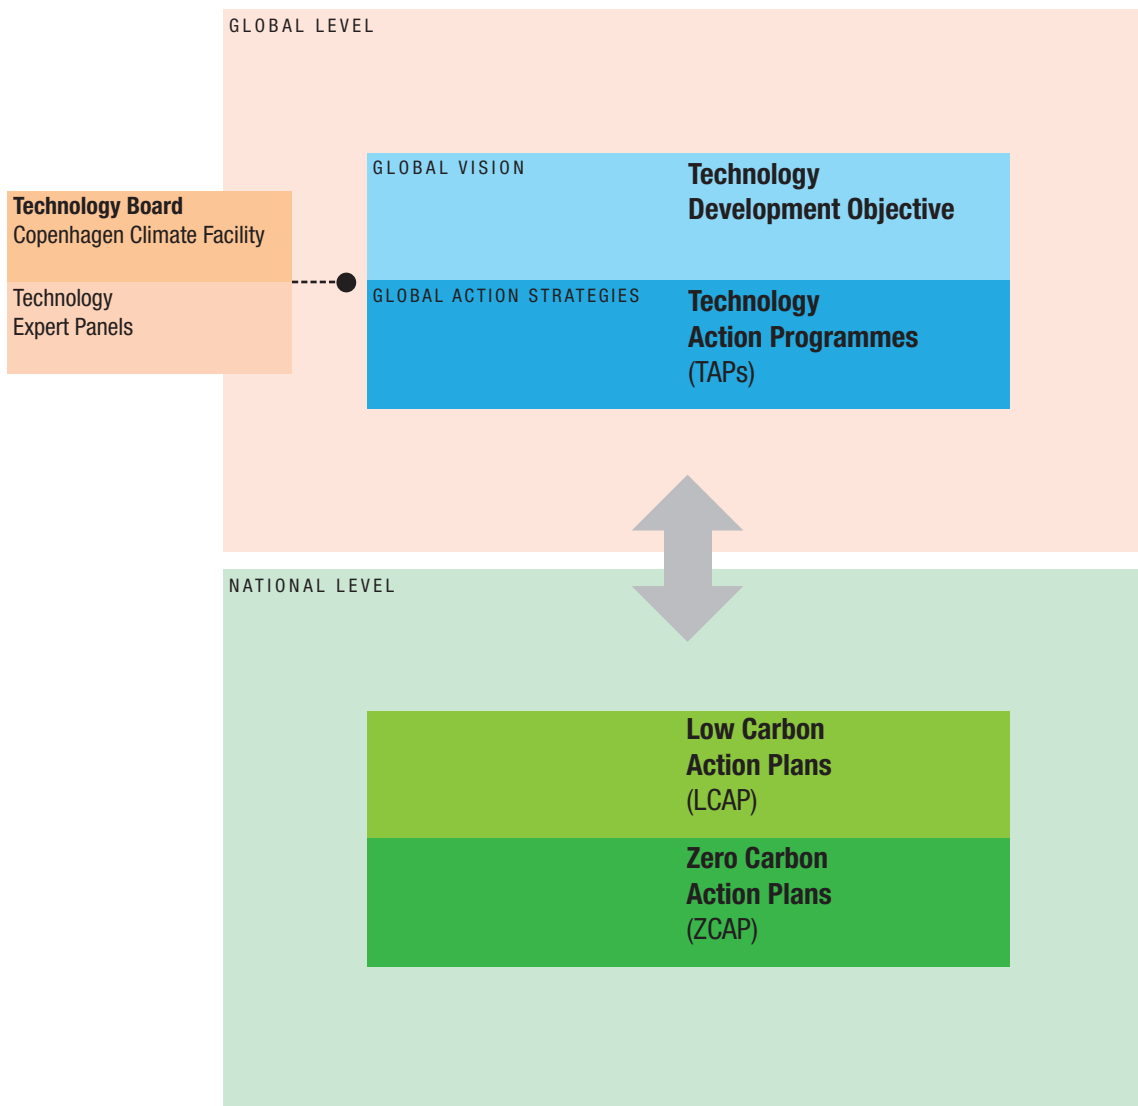 GLOBAL LEVEL
GLOBAL VISION
Technology
Development Objective
Technology Board
Copenhagen Climate Facility
Technology
Expert Panels
GLOBAL ACTION STRATEGIES
Technology
Action Programmes
(TAPs)
NATIONAL LEVEL
Low Carbon
Action Plans
(LCAP)
Zero Carbon
Action Plans
(ZCAP)